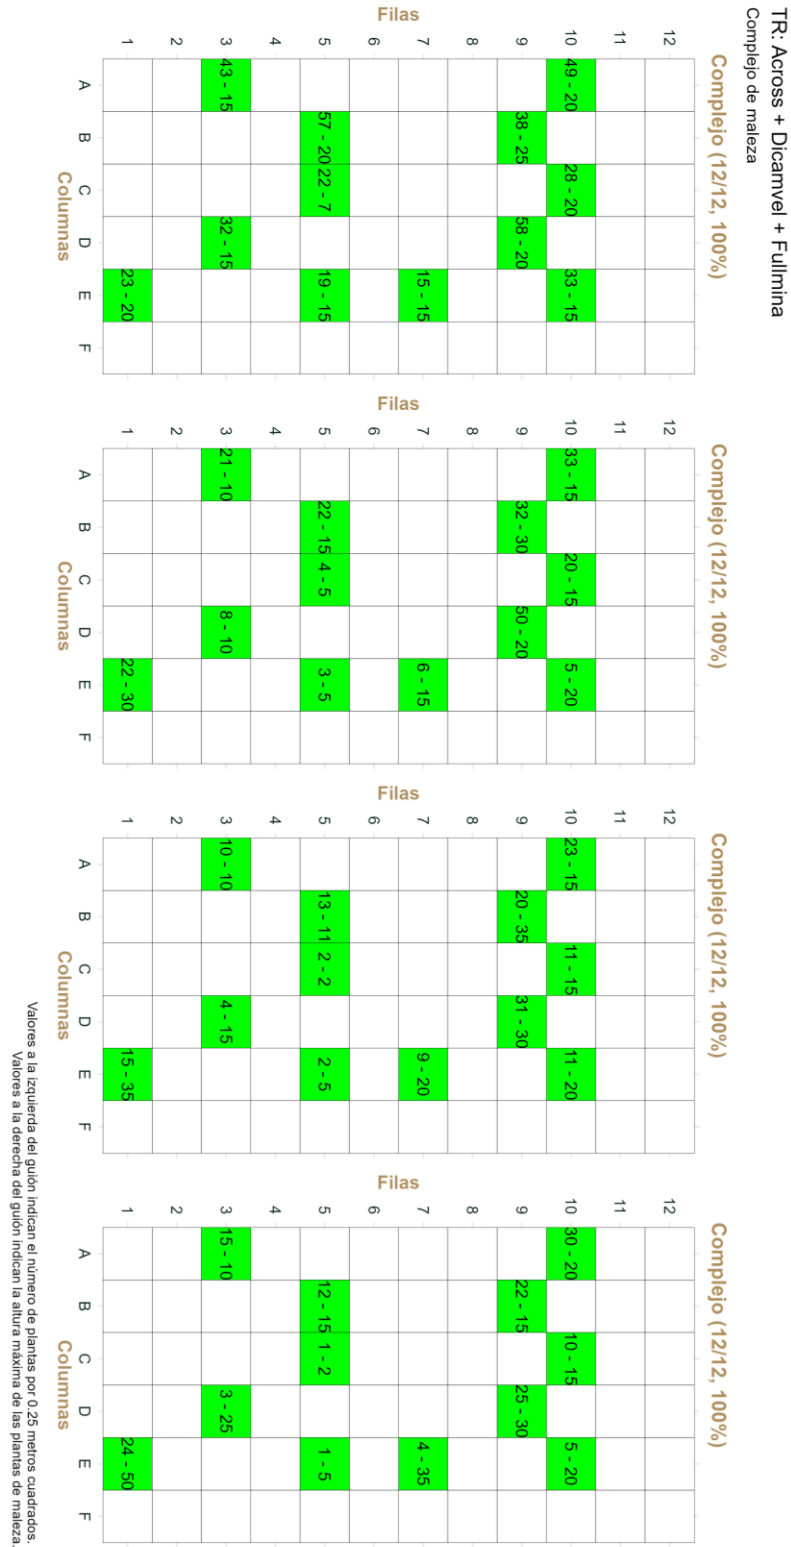 TR: Across + Dicamvel + Fullmina
Complejo de maleza
Complejo (12/12, 100%)
Filas
12
11
10 49 - 20 28 - 20 33 - 15
9 38 - 25 58 - 20
8
7 15 - 15
6
5 57 - 20 22 - 7 19 - 15
4
3 43 - 15 32 - 15
2
1 23 - 20
A B C D E F
Columnas
Complejo (12/12, 100%)
Filas
12
11
10 33 - 15 20 - 15 5 - 20
9 32 - 30 50 - 20
8
7 6 - 15
6
5 22 - 15 4 - 5 3 - 5
4
3 21 - 10 8 - 10
2
1 22 - 30
A B C D E F
Columnas
Complejo (12/12, 100%)
Filas
12
11
10 23 - 15 11 - 15 11 - 20
9 20 - 35 31 - 30
8
7 9 - 20
6
5 13 - 11 2 - 2 2 - 5
4
3 10 - 10 4 - 15
2
1 15 - 35
A B C D E F
Columnas
Complejo (12/12, 100%)
Filas
12
11
10 30 - 20 10 - 15 5 - 20
9 22 - 15 25 - 30
8
7 4 - 35
6
5 12 - 15 1 - 2 1 - 5
4
3 15 - 10 3 - 25
2
1 24 - 50
A B C D E F
Columnas
Valores a la izquierda del guión indican el número de plantas por 0.25 metros cuadrados.
Valores a la derecha del guión indican la altura máxima de las plantas de maleza.